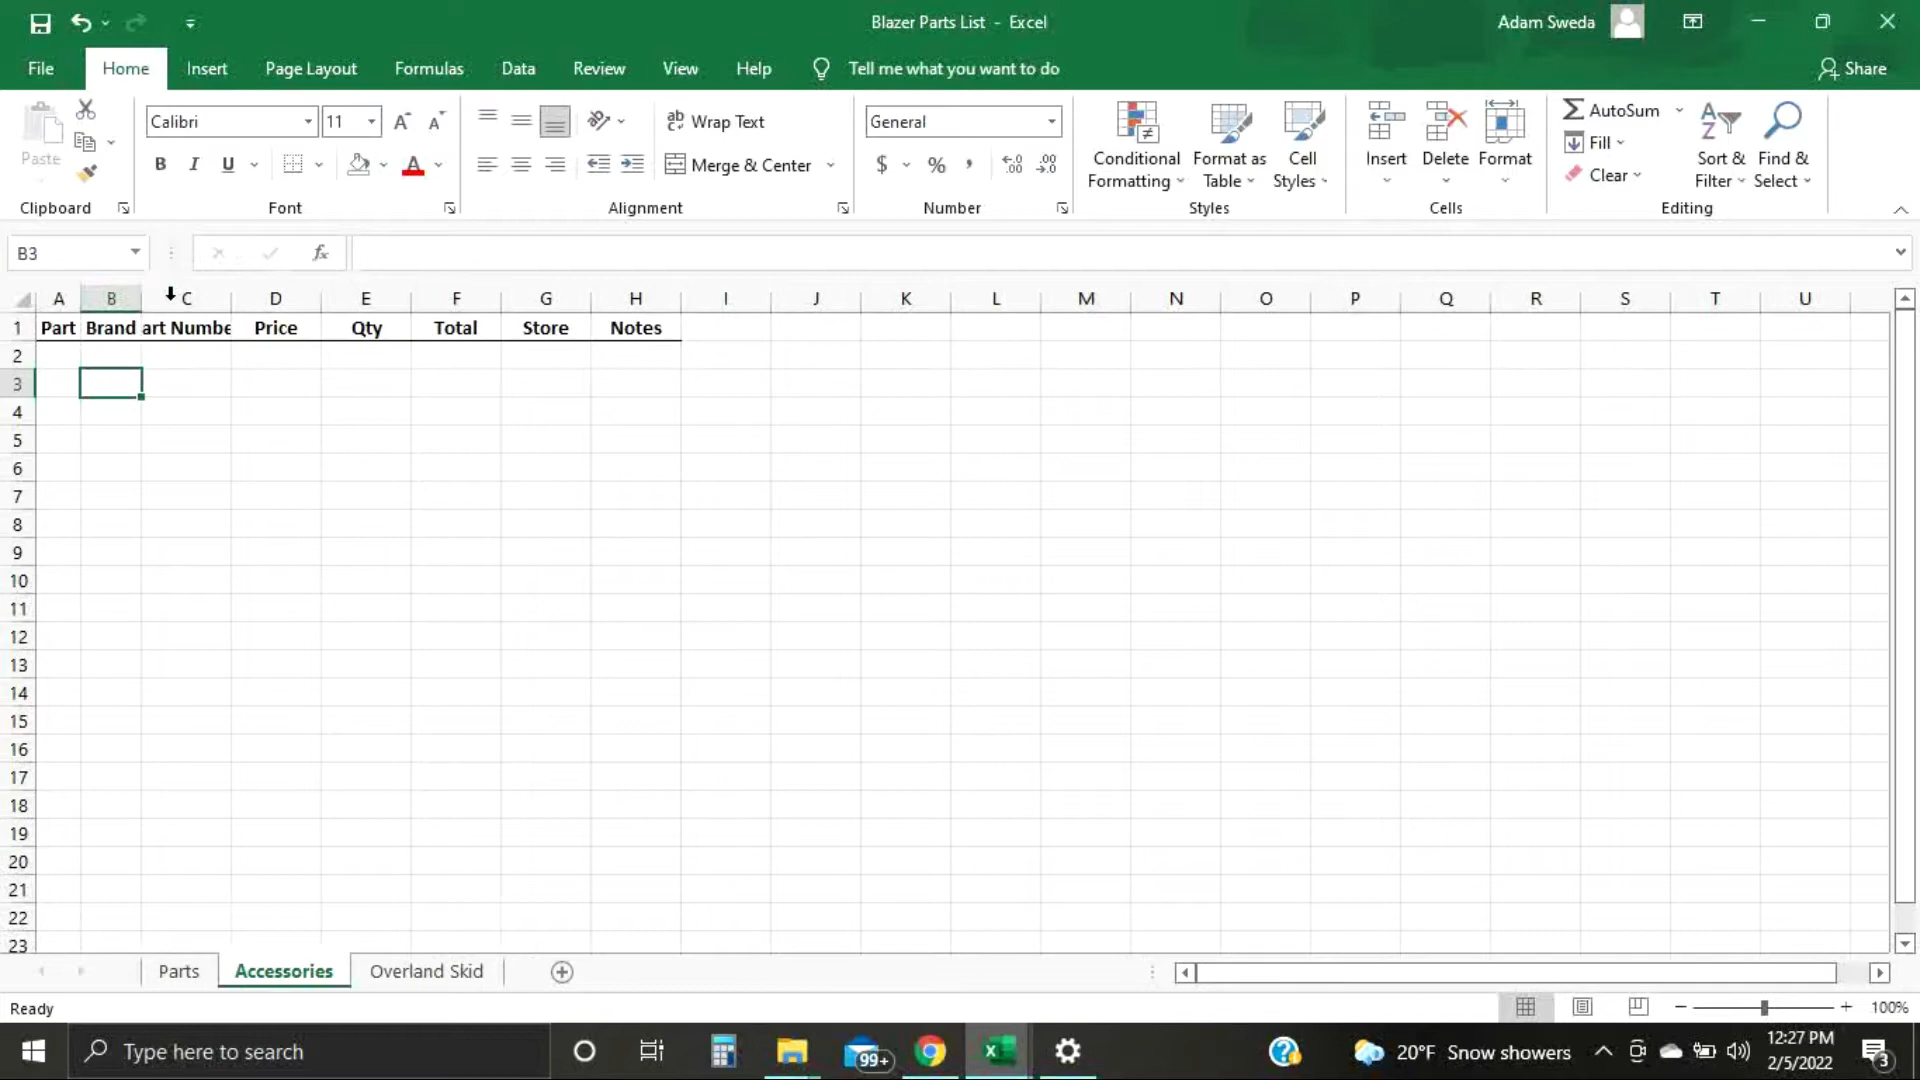 Blazer Parts List - Excel
Adam Sweda
File Home Insert Page Layout Formulas Data Review View Help Tell me what you want to do Share
Paste
Clipboard
Calibri 11
B I U A
Font
Wrap Text
Merge & Center
Alignment
General
$ % , .00 .00
Number
Conditional Formatting
Format as Table
Cell Styles
Styles
Insert Delete Format
Cells
AutoSum
Fill
Clear
Sort & Filter
Find & Select
Editing
B3 fx
A B C D E F G H I J K L M N O P Q R S T U
1 Part Brand art Numbe Price Qty Total Store Notes
2
3
4
5
6
7
8
9
10
11
12
13
14
15
16
17
18
19
20
21
22
23
Parts Accessories Overland Skid
Ready 100%
Type here to search 99+ 20°F Snow showers 12:27 PM
2/5/2022 3